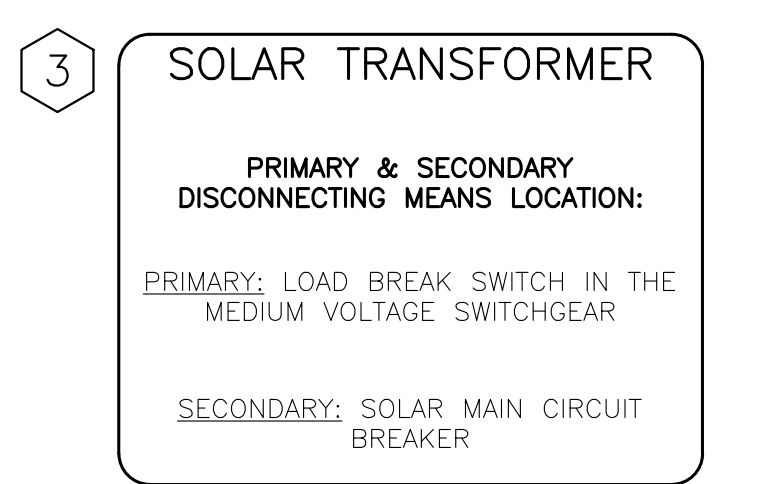 3
SOLAR TRANSFORMER
PRIMARY & SECONDARY
DISCONNECTING MEANS LOCATION:
PRIMARY: LOAD BREAK SWITCH IN THE
MEDIUM VOLTAGE SWITCHGEAR
SECONDARY: SOLAR MAIN CIRCUIT
BREAKER